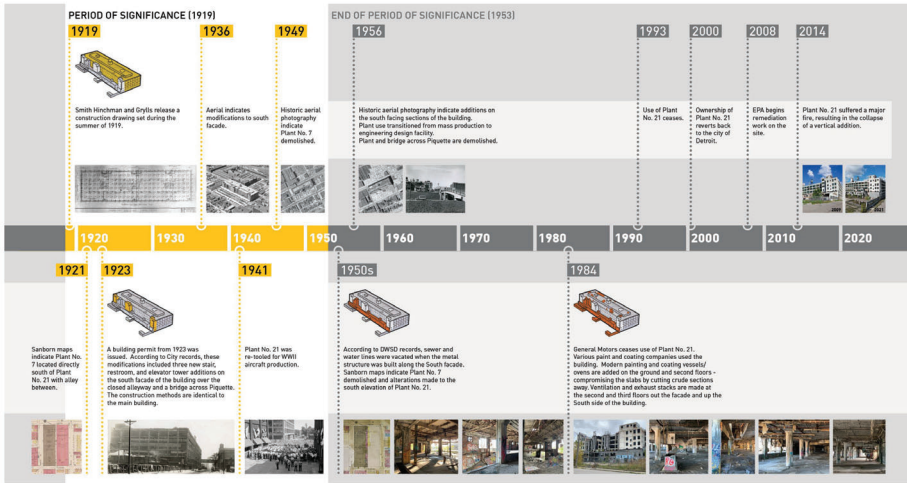 PERIOD OF SIGNIFICANCE (1919)
END OF PERIOD OF SIGNIFICANCE (1953)
1919
1936
1949
1956
1993
2000
2008
2014
Smith Hinchman and Grylls release a
construction drawing set during the
summer of 1919.
Aerial indicates
modifications to south
facade.
Historic aerial
photography
indicate
Plant No. 7
demolished.
Historic aerial photography indicate additions on
the south facing sections of the building.
Plant use transitioned from mass production to
engineering design facility.
Plant and bridge across Piquette are demolished.
Use of Plant
No. 21 ceases.
Ownership of
Plant No. 21
reverts back to
the city of
Detroit.
EPA begins
remediation
work on the
site.
Plant No. 21 suffered a major
fire, resulting in the collapse
of a vertical addition.
1920
1930
1940
1950
1960
1970
1980
1990
2000
2010
2020
1921
1923
1941
1950s
1984
Sanborn maps
indicate Plant No.
7 located directly
south of Plant
No. 21 with alley
between.
A building permit from 1923 was
issued. According to City records, these
modifications included three new stair,
restroom, and elevator tower additions on
the south facade of the building over the
closed alleyway and a bridge across Piquette.
The construction methods are identical to
the main building.
Plant No. 21 was
re-tooled for WWII
aircraft production.
According to DWSD records, sewer and
water lines were vacated when the metal
structure was built along the South facade.
Sanborn maps indicate Plant No. 7
demolished and alterations made to the
south elevation of Plant No. 21.
General Motors ceases use of Plant No. 21.
Various paint and coating companies used the
building. Modern painting and coating vessels/
ovens are added on the ground and second floors -
compromising the slabs by cutting crude sections
away. Ventilation and exhaust stacks are made at
the second and third floors out the facade and up the
South side of the building.